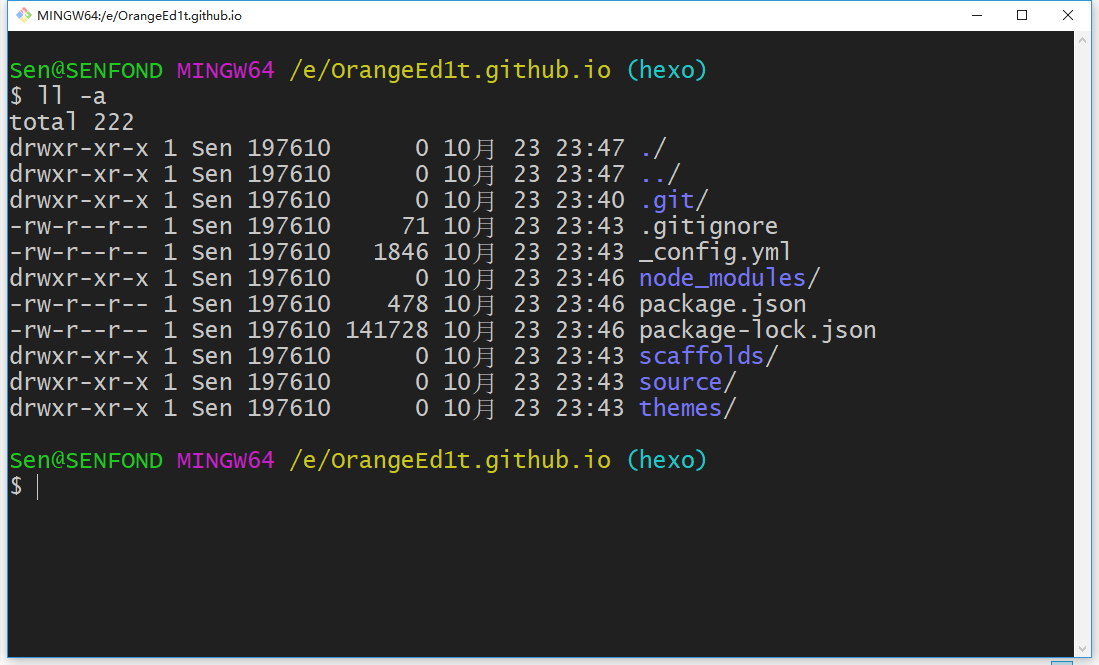 MINGW64:/e/OrangeEd1t.github.io
Sen@SENFOND MINGW64 /e/OrangeEd1t.github.io (hexo)
$ ll -a
total 222
drwxr-xr-x 1 Sen 197610      0 10月 23 23:47 ./
drwxr-xr-x 1 Sen 197610      0 10月 23 23:47 ../
drwxr-xr-x 1 Sen 197610      0 10月 23 23:40 .git/
-rw-r--r-- 1 Sen 197610     71 10月 23 23:43 .gitignore
-rw-r--r-- 1 Sen 197610   1846 10月 23 23:43 _config.yml
drwxr-xr-x 1 Sen 197610      0 10月 23 23:46 node_modules/
-rw-r--r-- 1 Sen 197610    478 10月 23 23:46 package.json
-rw-r--r-- 1 Sen 197610 141728 10月 23 23:46 package-lock.json
drwxr-xr-x 1 Sen 197610      0 10月 23 23:43 scaffolds/
drwxr-xr-x 1 Sen 197610      0 10月 23 23:43 source/
drwxr-xr-x 1 Sen 197610      0 10月 23 23:43 themes/
Sen@SENFOND MINGW64 /e/OrangeEd1t.github.io (hexo)
$